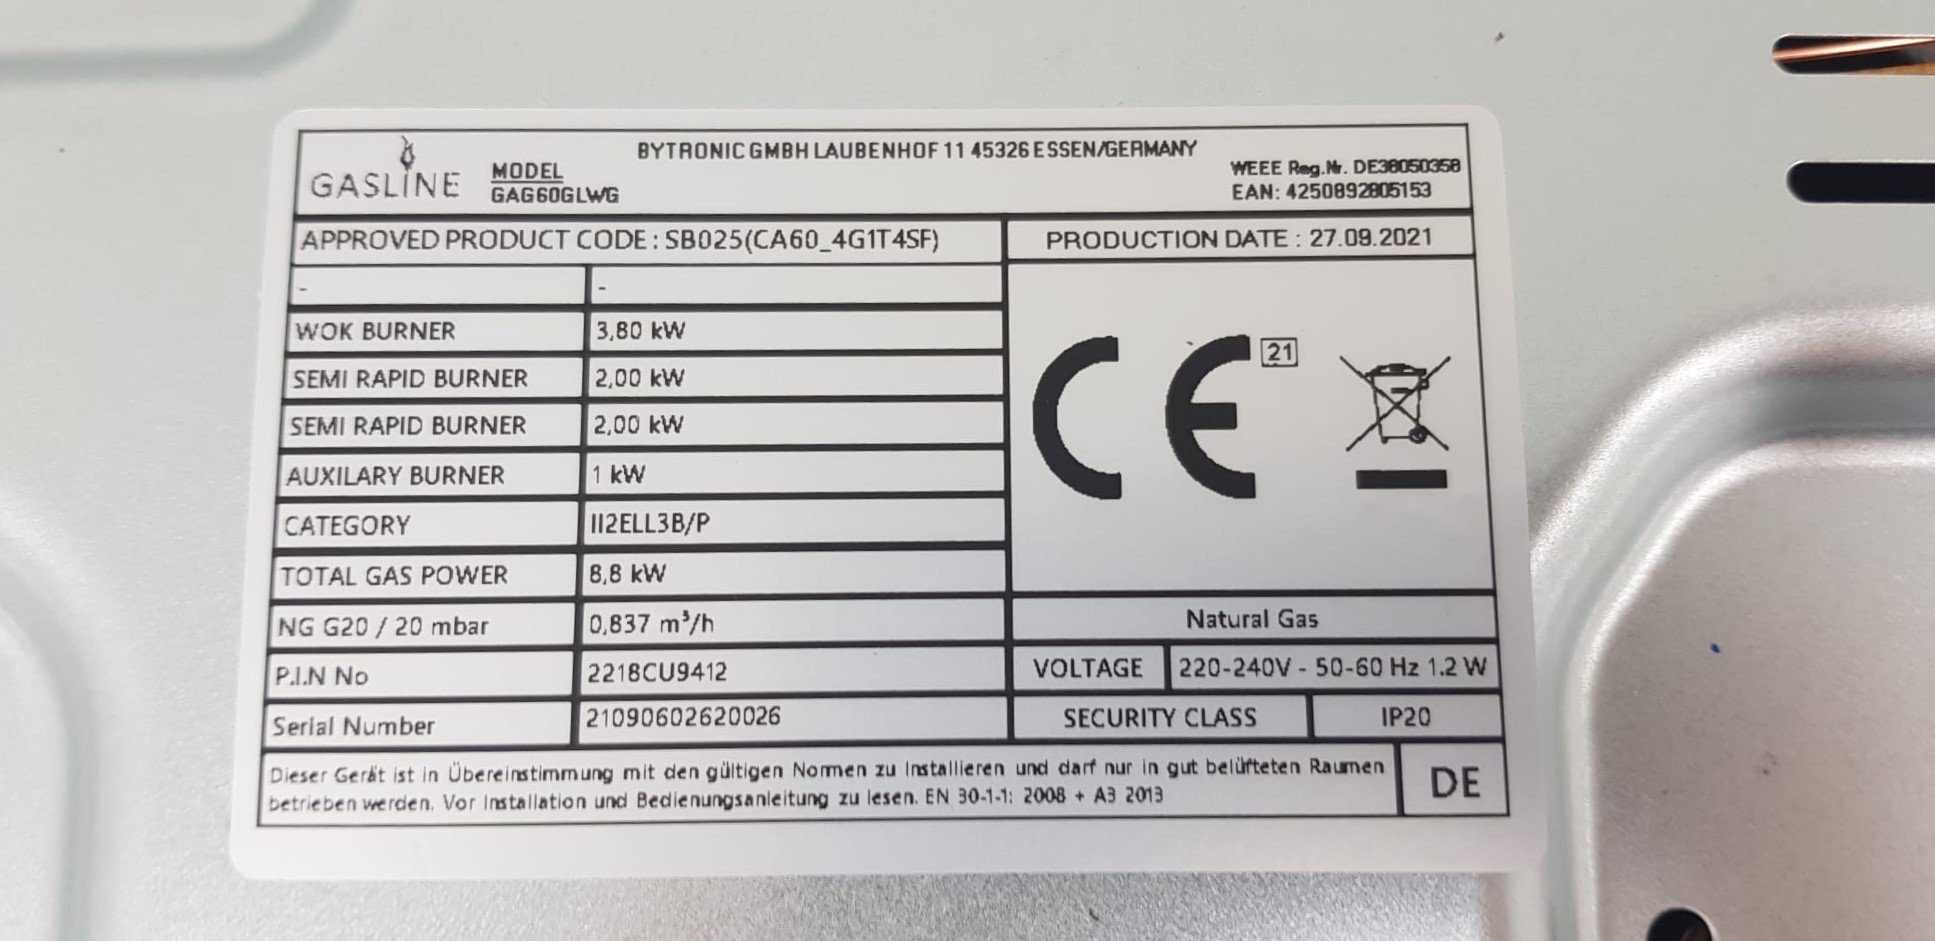 BYTRONIC GMBH LAUBENHOF 11 45326 ESSEN/GERMANY
GASLINE
MODEL
GAG60GLWG
WEEE Reg.Nr. DE38050358
EAN: 4250892805153
APPROVED PRODUCT CODE : SB025(CA60_4G1T4SF)
PRODUCTION DATE : 27.09.2021
- -
WOK BURNER 3,80 kW
SEMI RAPID BURNER 2,00 kW
SEMI RAPID BURNER 2,00 kW
AUXILARY BURNER 1 kW
CATEGORY II2ELL3B/P
TOTAL GAS POWER 8,8 kW
NG G20 / 20 mbar 0,837 m³/h
P.I.N No 2218CU9412
Serial Number 21090602620026
CE 21
Natural Gas
VOLTAGE 220-240V - 50-60 Hz 1.2 W
SECURITY CLASS IP20
Dieser Gerät ist in Übereinstimmung mit den gültigen Normen zu Installieren und darf nur in gut belüfteten Raumen
betrieben werden. Vor Installation und Bedienungsanleitung zu lesen. EN 30-1-1: 2008 + A3 2013
DE